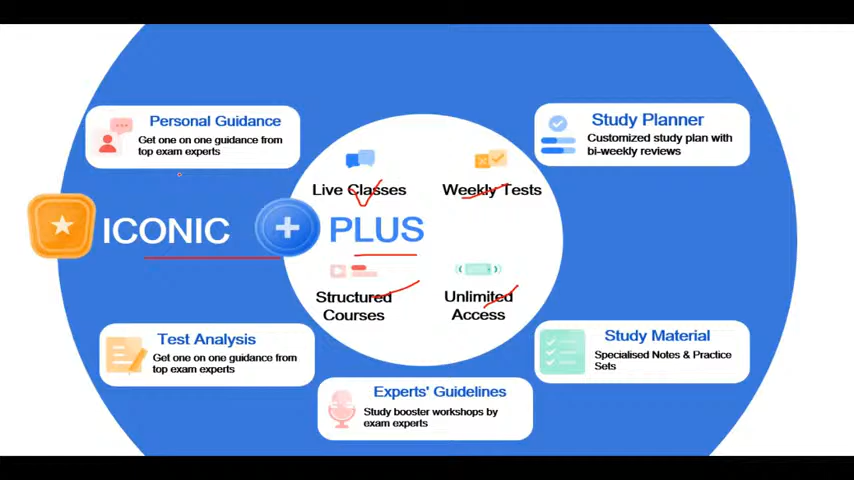 Personal Guidance
Get one on one guidance from
top exam experts
Study Planner
Customized study plan with
bi-weekly reviews
Live Classes
Weekly Tests
ICONIC
PLUS
Structured
Courses
Unlimited
Access
Test Analysis
Get one on one guidance from
top exam experts
Study Material
Specialised Notes & Practice
Sets
Experts' Guidelines
Study booster workshops by
exam experts